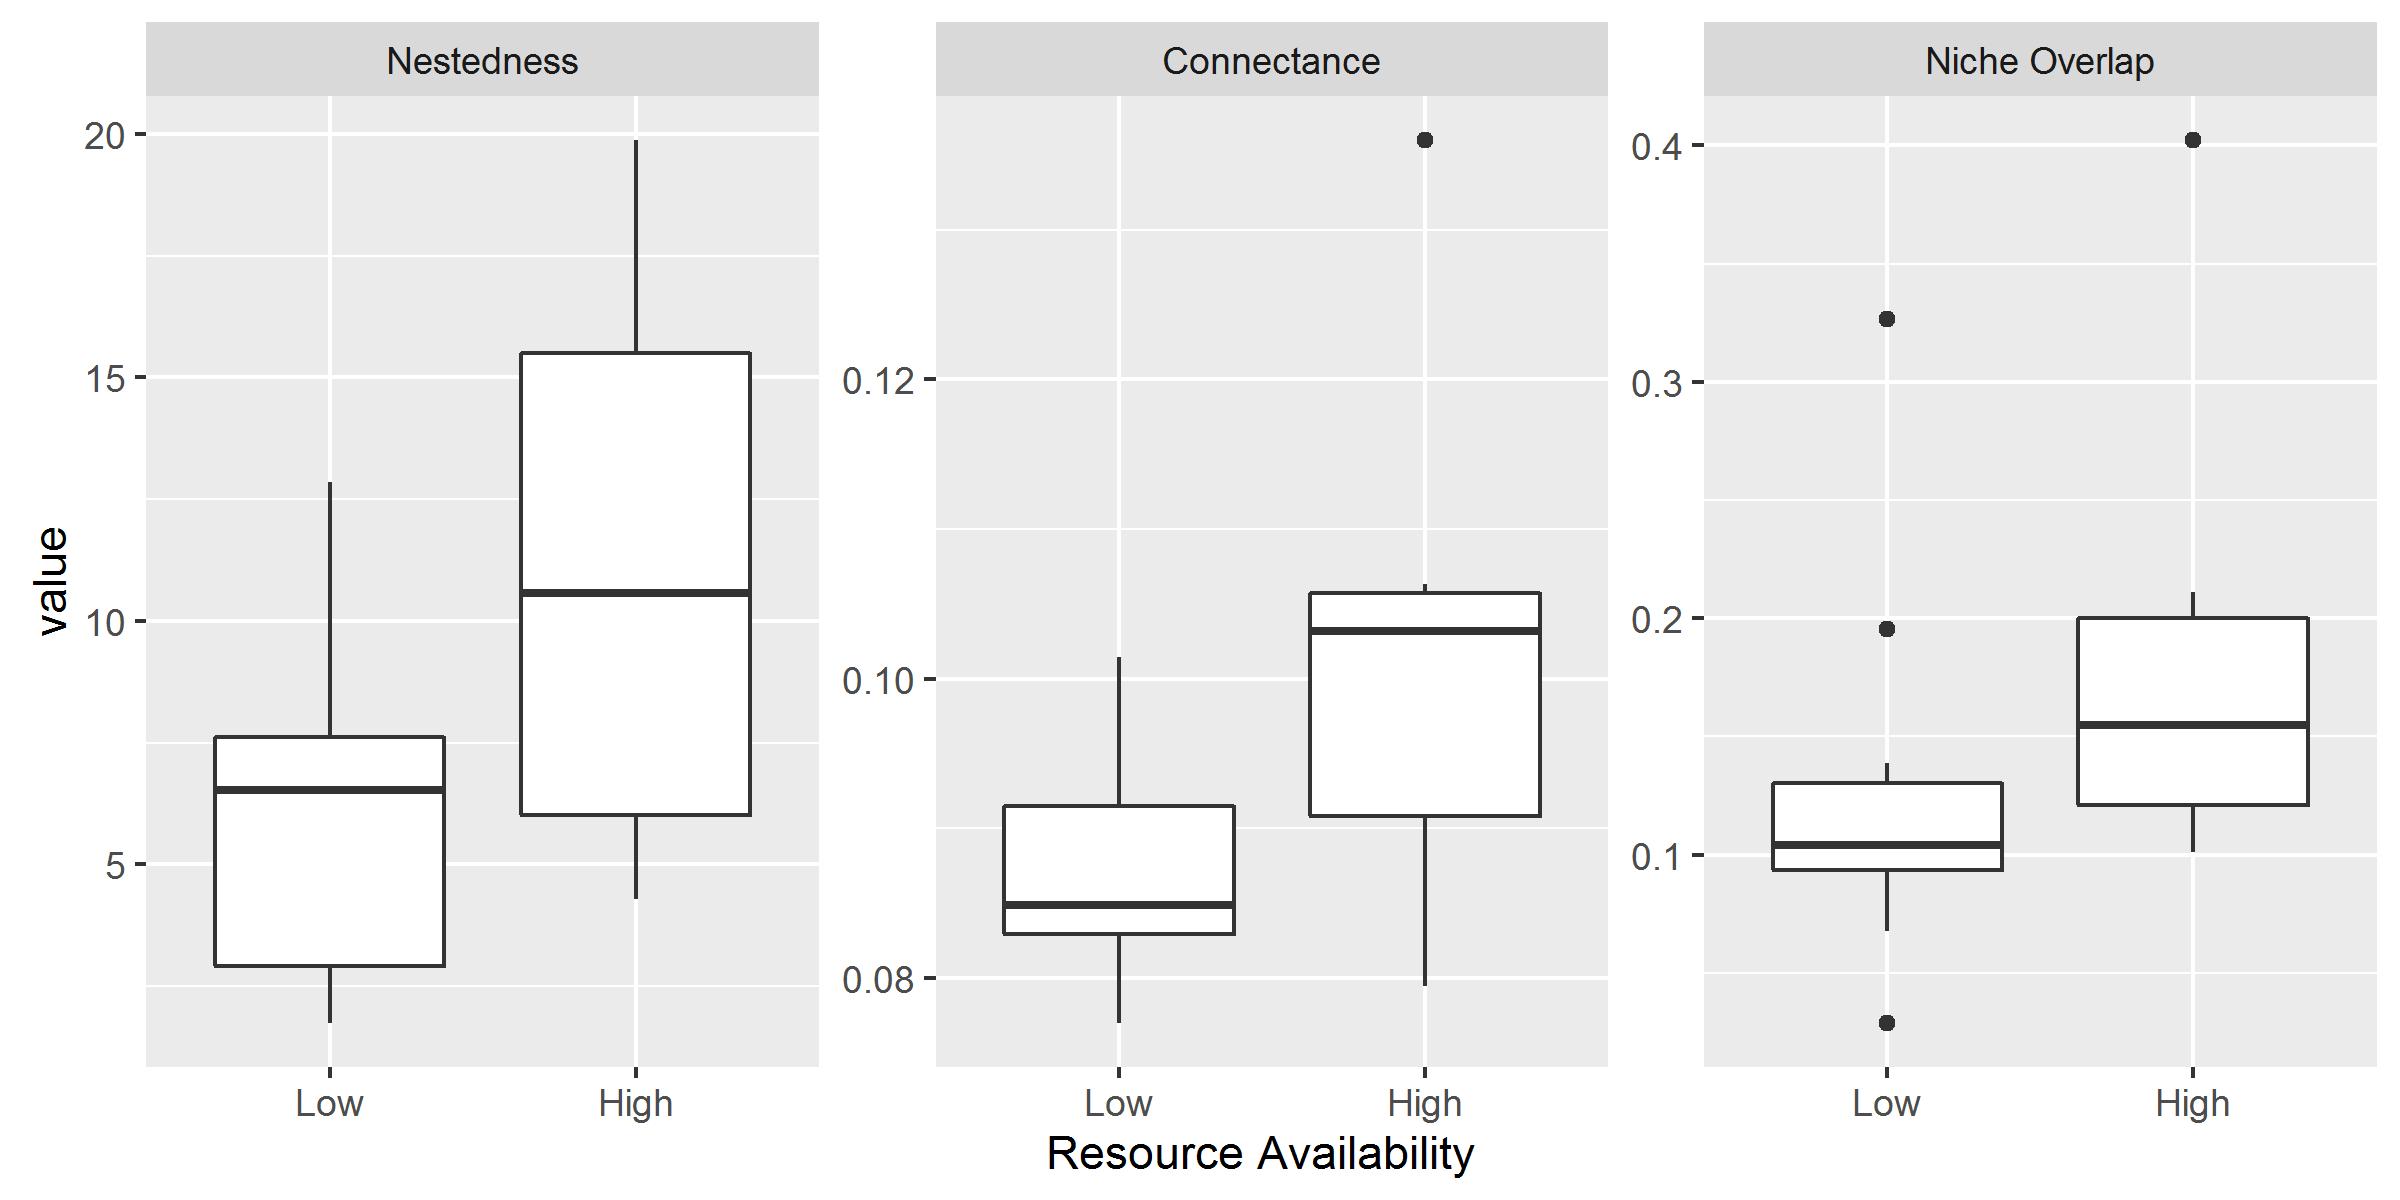 Nestedness
Connectance
Niche Overlap
value
20
15
10
5
0.12
0.10
0.08
0.4
0.3
0.2
0.1
Low
High
Low
High
Low
High
Resource Availability